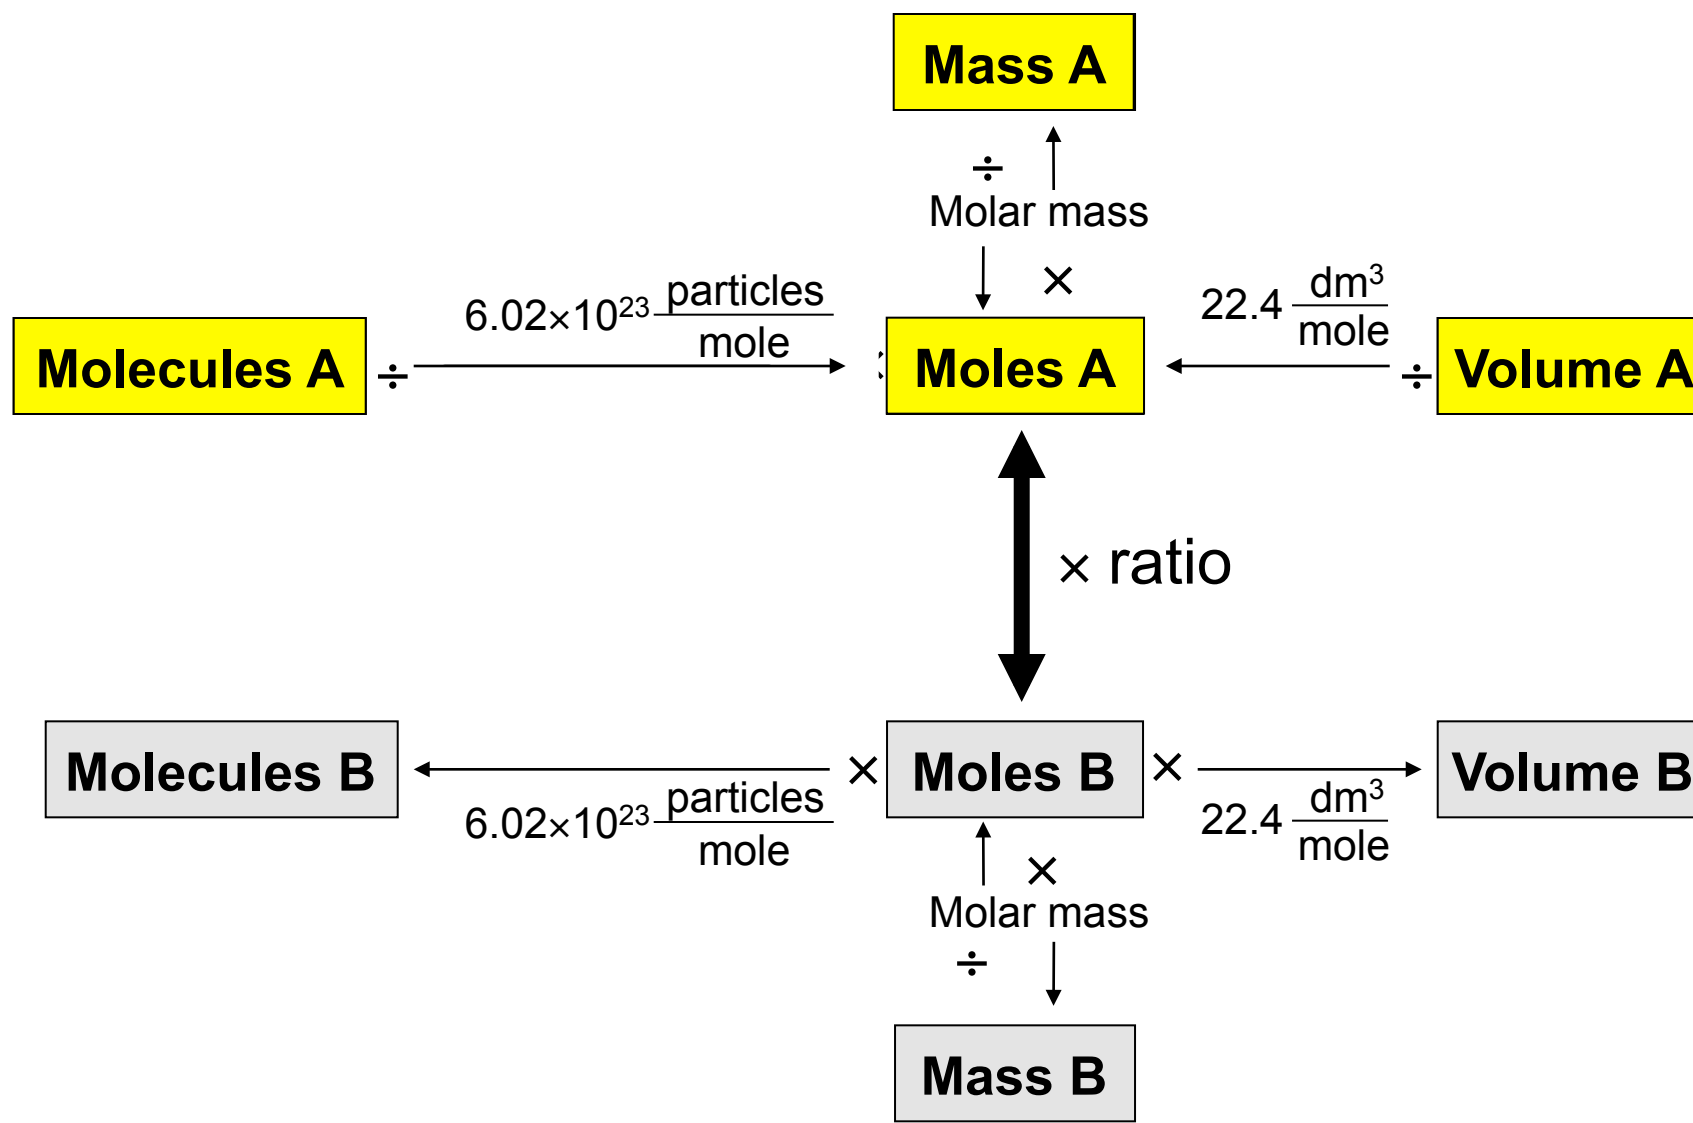 Mass A
÷
Molar mass
×
6.02×10²³ particles/mole
22.4 dm³/mole
Molecules A ÷ Moles A ÷ Volume A
× ratio
Molecules B × Moles B × Volume B
6.02×10²³ particles/mole
22.4 dm³/mole
×
Molar mass
÷
Mass B